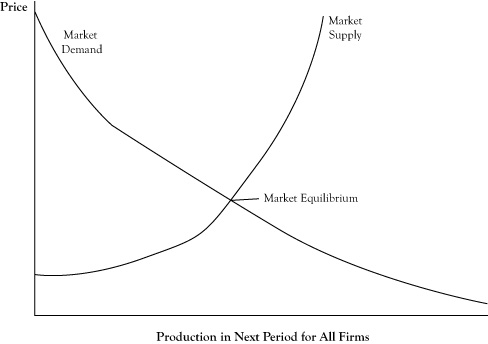 Price
Market
Demand
Market
Supply
Market Equilibrium
Production in Next Period for All Firms